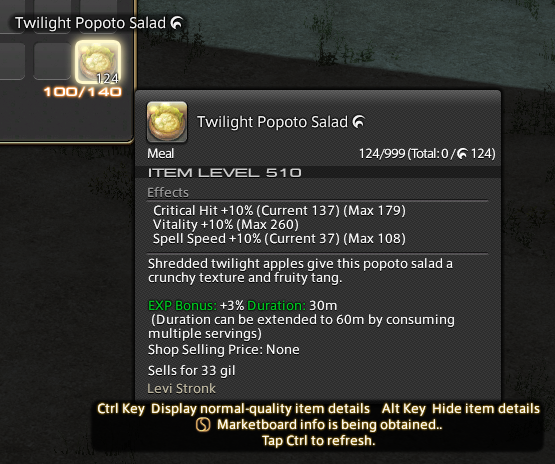 Twilight Popoto Salad
124
100/140
Twilight Popoto Salad
Meal 124/999 (Total: 0 / 124)
ITEM LEVEL 510
Effects
Critical Hit +10% (Current 137) (Max 179)
Vitality +10% (Max 260)
Spell Speed +10% (Current 37) (Max 108)
Shredded twilight apples give this popoto salad a
crunchy texture and fruity tang.
EXP Bonus: +3% Duration: 30m
(Duration can be extended to 60m by consuming
multiple servings)
Shop Selling Price: None
Sells for 33 gil
Levi Stronk
Ctrl Key Display normal-quality item details Alt Key Hide item details
Marketboard info is being obtained..
Tap Ctrl to refresh.